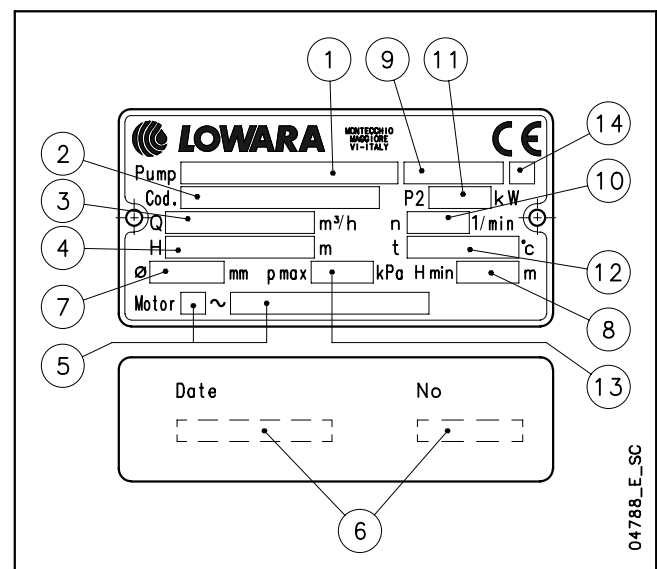 1 9 11
LOWARA MONTECCHIO MAGGIORE VI-ITALY CE
14
2 Pump
Cod. P2 kW
10
3 Q m³/h n 1/min
4 H m t °c
12
Ø mm p max kPa H min m
7 Motor ~ 8
5 13
Date No
6
04788_E_SC